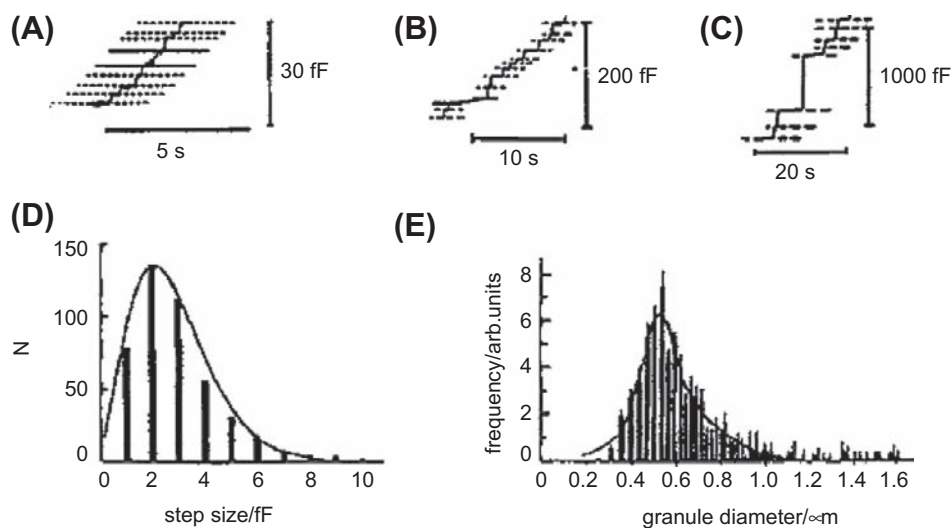 (A)
30 fF
5 s
(B)
200 fF
10 s
(C)
1000 fF
20 s
(D)
150
100
50
0
N
0 2 4 6 8 10
step size/fF
(E)
8
6
4
2
0
frequency/arb.units
0 0.2 0.4 0.6 0.8 1.0 1.2 1.4 1.6
granule diameter/∝m